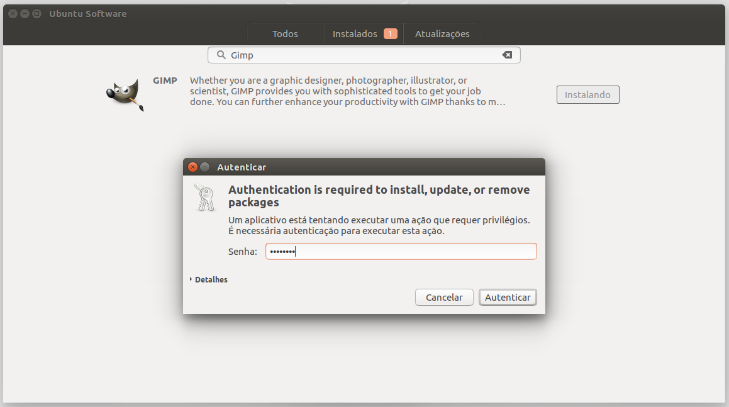 Ubuntu Software
Todos
Instalados 1
Atualizações
Gimp
GIMP
Whether you are a graphic designer, photographer, illustrator, or
scientist, GIMP provides you with sophisticated tools to get your job
done. You can further enhance your productivity with GIMP thanks to m...
Instalando
Autenticar
Authentication is required to install, update, or remove
packages
Um aplicativo está tentando executar uma ação que requer privilégios.
É necessária autenticação para executar esta ação.
Senha: ••••••••
Detalhes
Cancelar
Autenticar